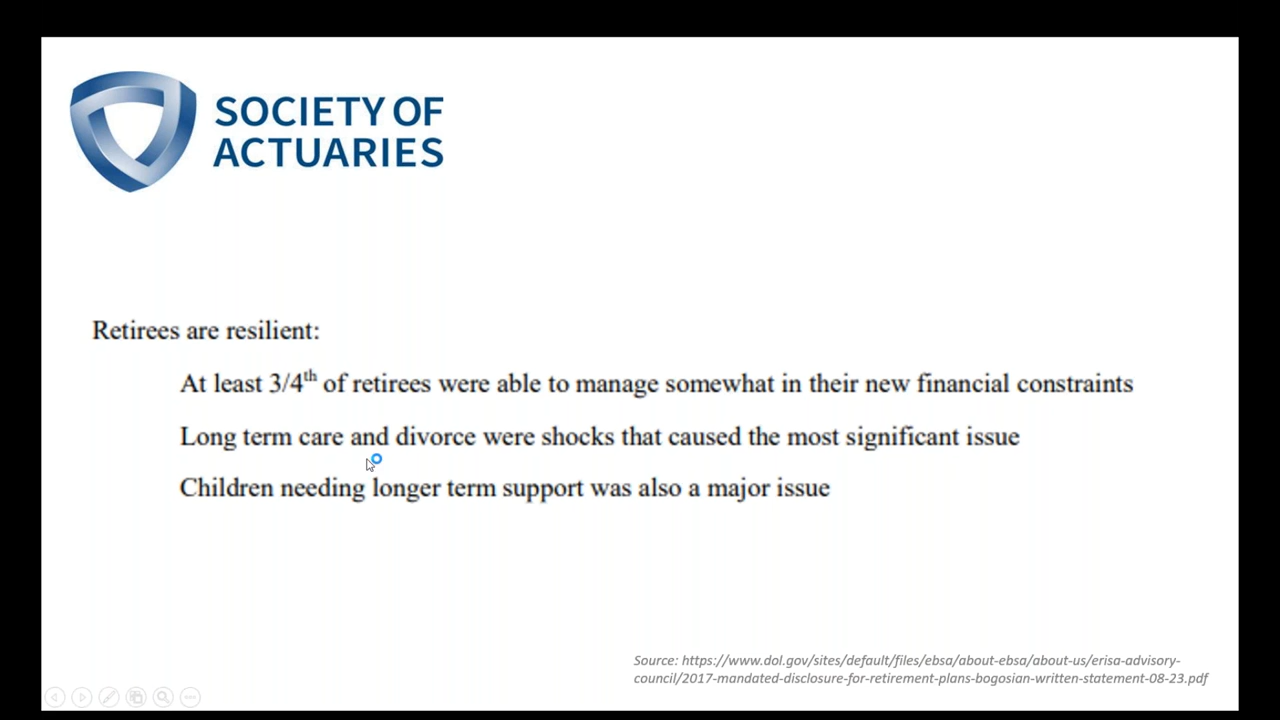 SOCIETY OF
ACTUARIES
Retirees are resilient:
At least 3/4th of retirees were able to manage somewhat in their new financial constraints
Long term care and divorce were shocks that caused the most significant issue
Children needing longer term support was also a major issue
Source: https://www.dol.gov/sites/default/files/ebsa/about-ebsa/about-us/erisa-advisory-
council/2017-mandated-disclosure-for-retirement-plans-bogosian-written-statement-08-23.pdf